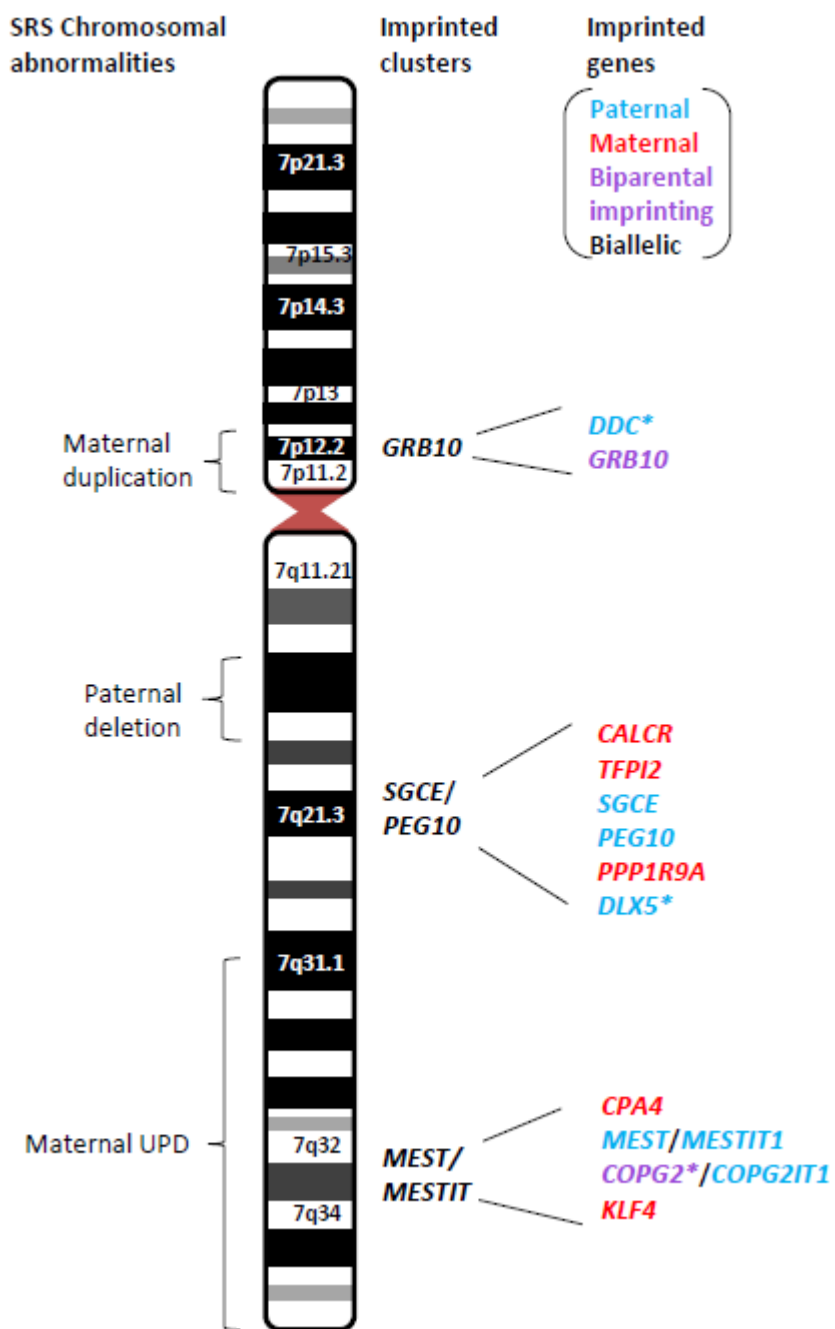 SRS Chromosomal
abnormalities
Imprinted
clusters
Imprinted
genes
Paternal
Maternal
Biparental
imprinting
Biallelic
7p21.3
7p15.3
7p14.3
7p13
Maternal
duplication
7p12.2
7p11.2
GRB10
DDC*
GRB10
7q11.21
Paternal
deletion
7q21.3
SGCE/
PEG10
CALCR
TFPI2
SGCE
PEG10
PPP1R9A
DLX5*
7q31.1
Maternal UPD
7q32
7q34
MEST/
MESTIT
CPA4
MEST/MESTIT1
COPG2*/COPG2IT1
KLF4